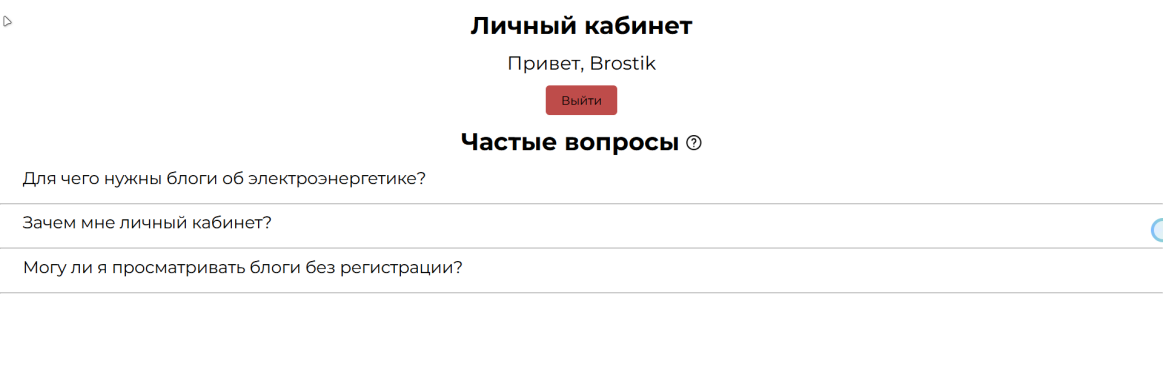 Личный кабинет
Привет, Brostik
Выйти
Частые вопросы
Для чего нужны блоги об электроэнергетике?
Зачем мне личный кабинет?
Могу ли я просматривать блоги без регистрации?